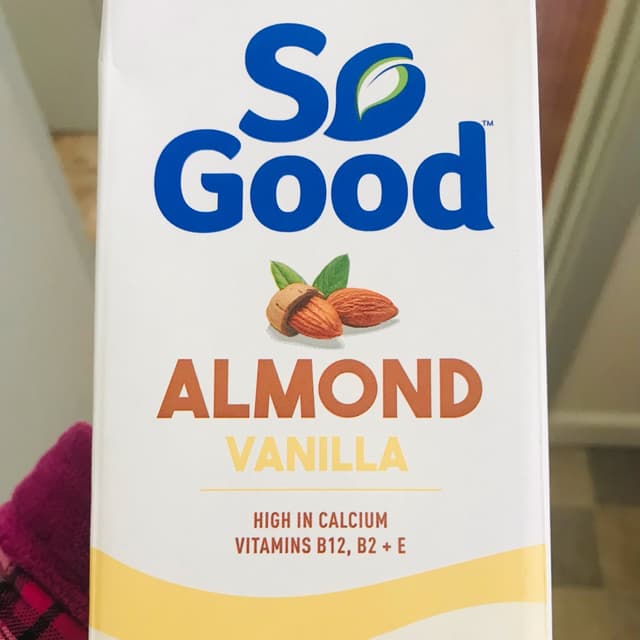 So
Good™
ALMOND
VANILLA
HIGH IN CALCIUM
VITAMINS B12, B2 + E